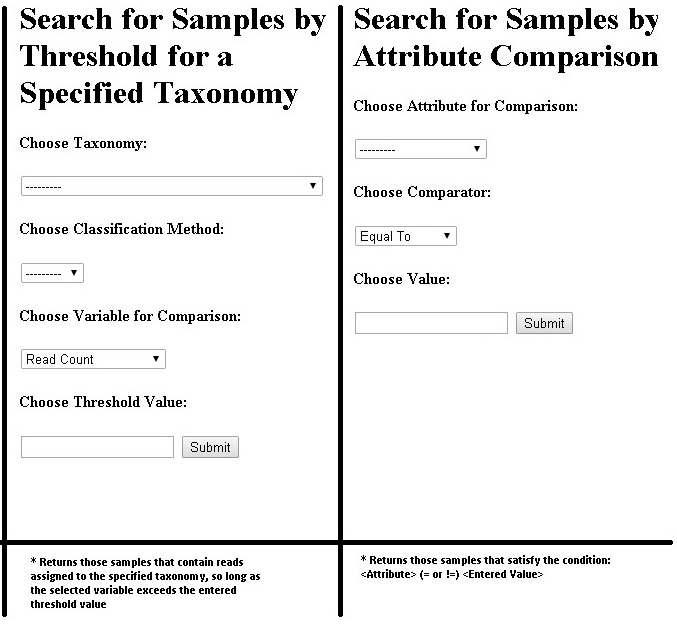 Search for Samples by
Threshold for a
Specified Taxonomy
Choose Taxonomy:
---------
Choose Classification Method:
---------
Choose Variable for Comparison:
Read Count
Choose Threshold Value:
Submit
* Returns those samples that contain reads
assigned to the specified taxonomy, so long as
the selected variable exceeds the entered
threshold value
Search for Samples by
Attribute Comparison
Choose Attribute for Comparison:
---------
Choose Comparator:
Equal To
Choose Value:
Submit
* Returns those samples that satisfy the condition:
<Attribute> (= or !=) <Entered Value>